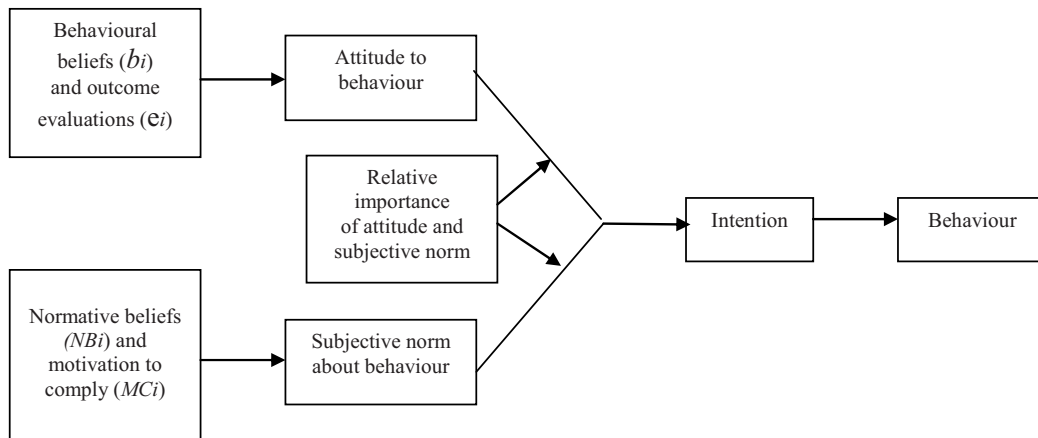 Behavioural
beliefs (bi)
and outcome
evaluations (ei)
Attitude to
behaviour
Relative
importance
of attitude and
subjective norm
Intention
Behaviour
Normative beliefs
(NBi) and
motivation to
comply (MCi)
Subjective norm
about behaviour